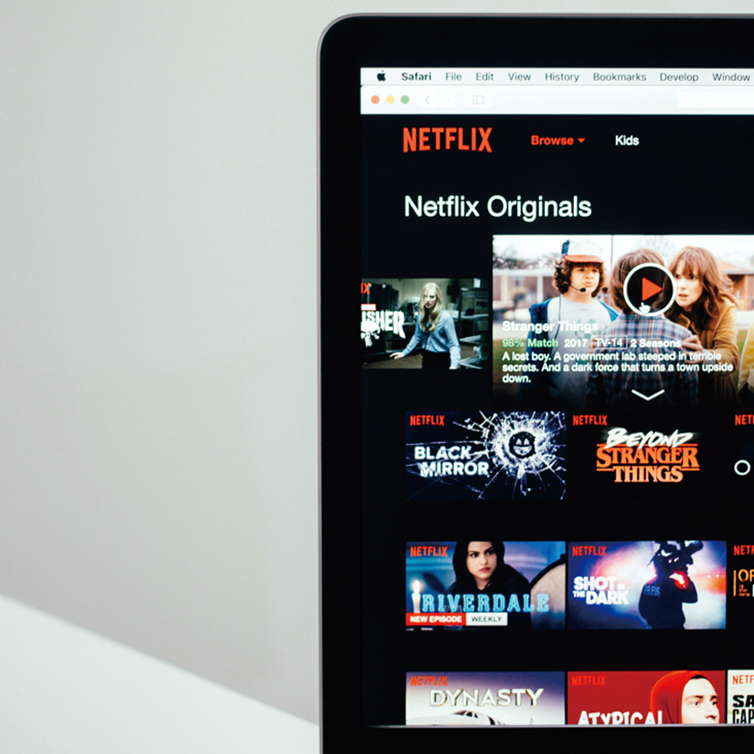 Safari File Edit View History Bookmarks Develop Window
NETFLIX Browse Kids
Netflix Originals
Stranger Things
98% Match 2017 TV-14 2 Seasons
A lost boy. A government lab steeped in terrible
secrets. And a dark force that turns a town upside
down.
NETFLIX
BLACK
MIRROR
NETFLIX
BEYOND
STRANGER
THINGS
NETFLIX
RIVERDALE
NEW EPISODE WEEKLY
NETFLIX
SHOT IN
THE DARK
NETFLIX
DYNASTY
NETFLIX
ATYPICAL